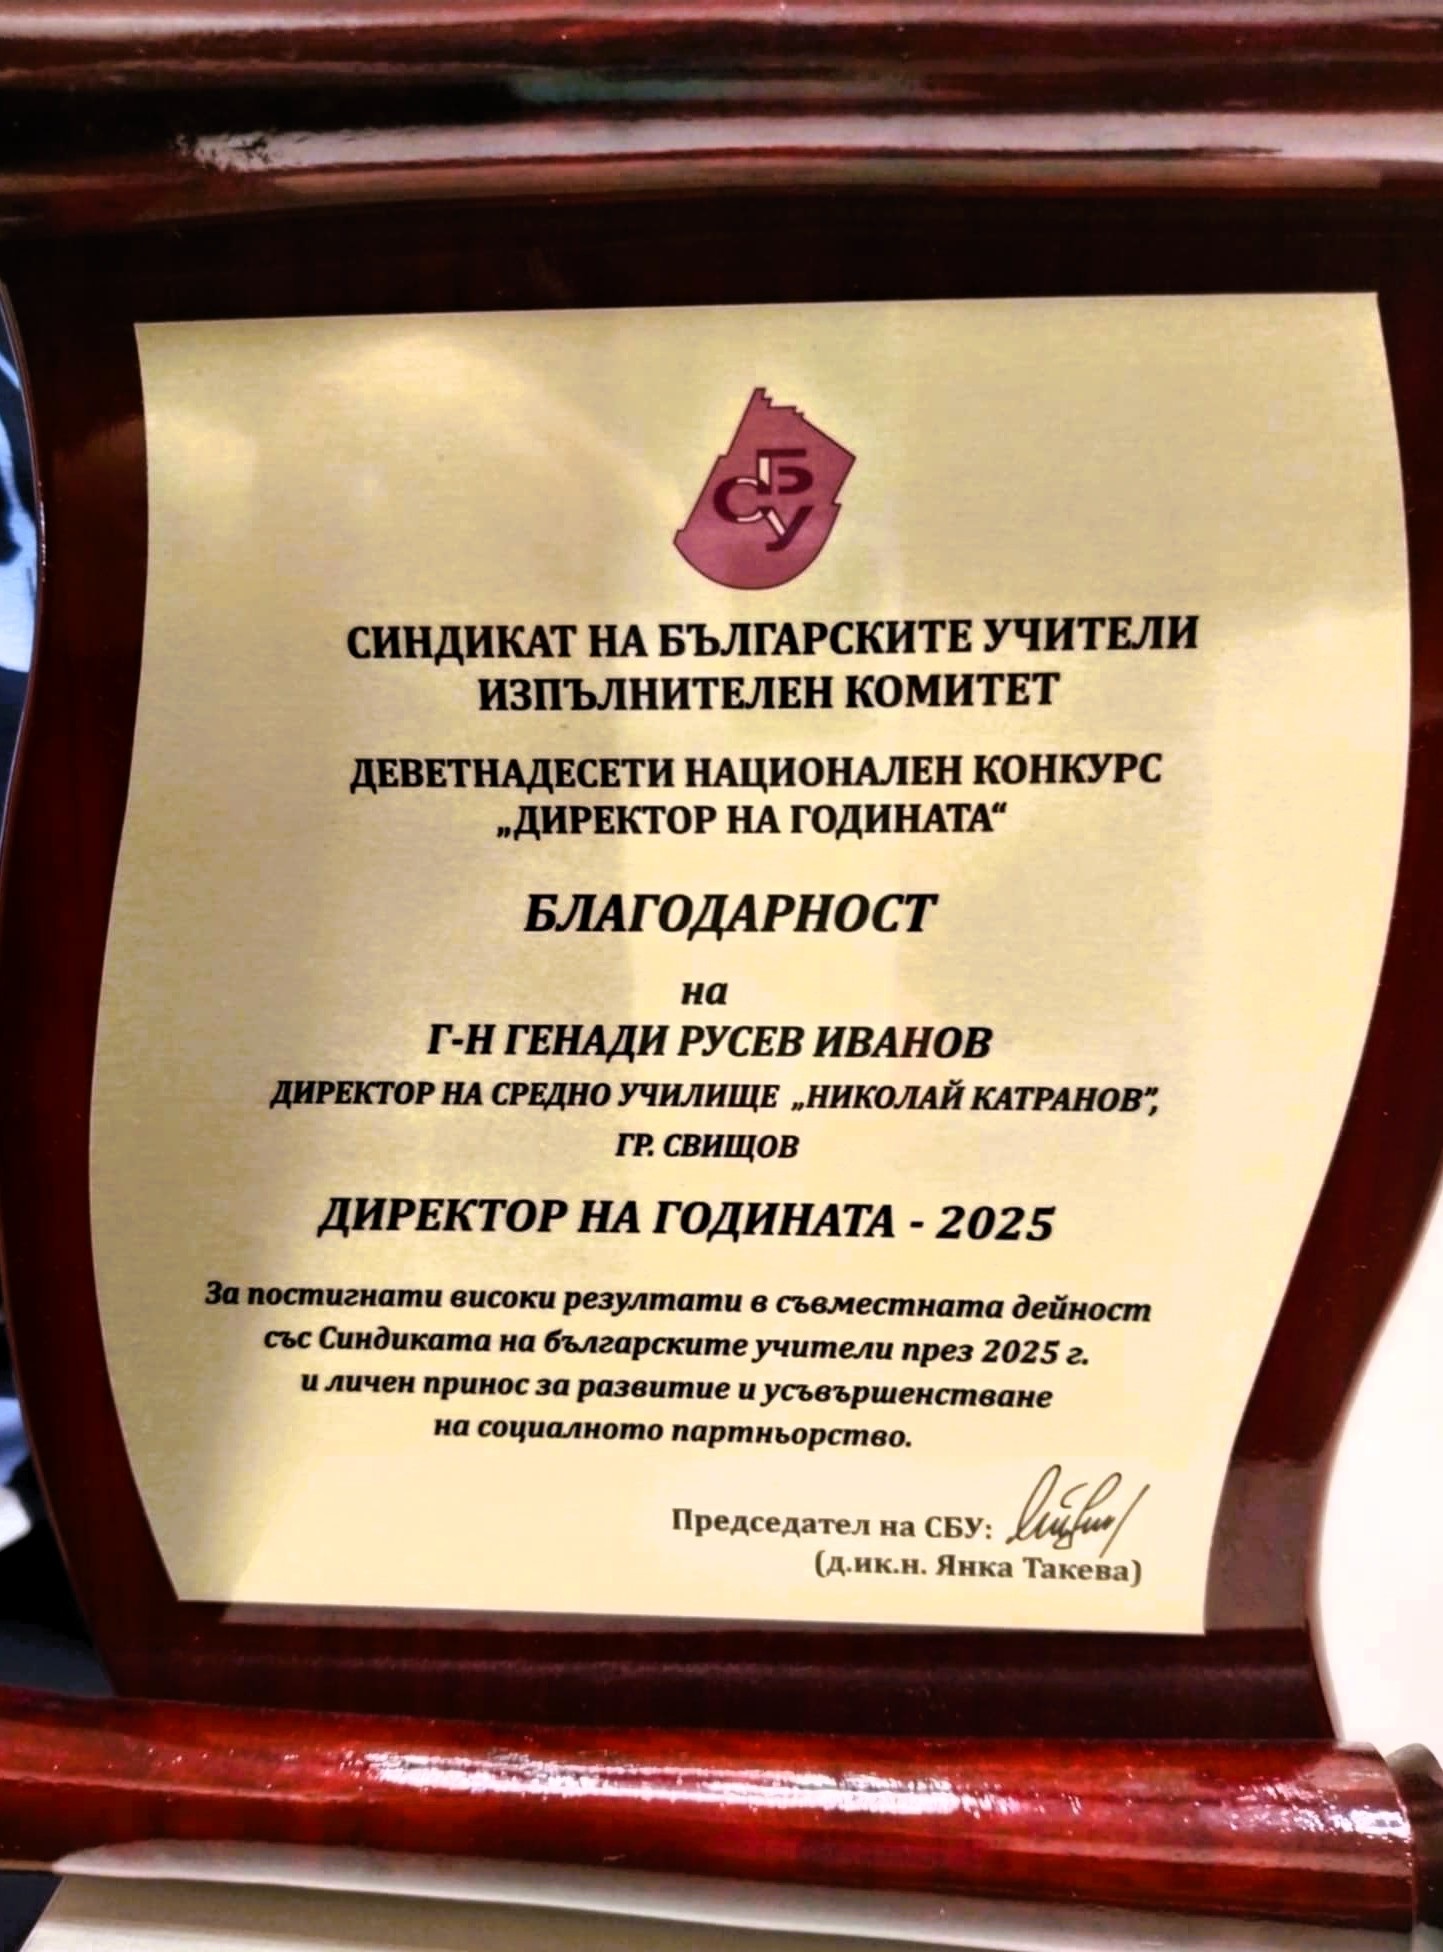 СБУ
СИНДИКАТ НА БЪЛГАРСКИТЕ УЧИТЕЛИ
ИЗПЪЛНИТЕЛЕН КОМИТЕТ
ДЕВЕТНАДЕСЕТИ НАЦИОНАЛЕН КОНКУРС
„ДИРЕКТОР НА ГОДИНАТА“
БЛАГОДАРНОСТ
на
Г-Н ГЕНАДИ РУСЕВ ИВАНОВ
ДИРЕКТОР НА СРЕДНО УЧИЛИЩЕ „НИКОЛАЙ КАТРАНОВ”,
ГР. СВИЩОВ
ДИРЕКТОР НА ГОДИНАТА - 2025
За постигнати високи резултати в съвместната дейност
със Синдиката на българските учители през 2025 г.
и личен принос за развитие и усъвършенстване
на социалното партньорство.
Председател на СБУ:
(д.ик.н. Янка Такева)